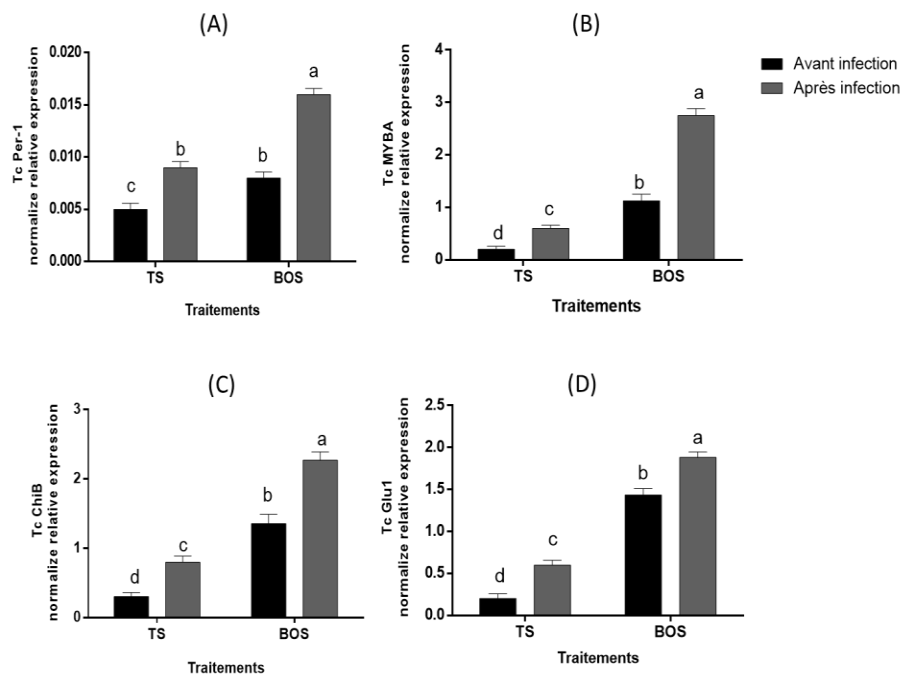 (A)
Tc Per-1
normalize relative expression
0.020
0.015
0.010
0.005
0.000
c
b
b
a
TS
BOS
Traitements
(B)
Tc MYBA
normalize relative expression
4
3
2
1
0
d
c
b
a
TS
BOS
Traitements
Avant infection
Après infection
(C)
Tc ChiB
normalize relative expression
3
2
1
0
d
c
b
a
TS
BOS
Traitements
(D)
Tc Glu1
normalize relative expression
2.5
2.0
1.5
1.0
0.5
0.0
d
c
b
a
TS
BOS
Traitements